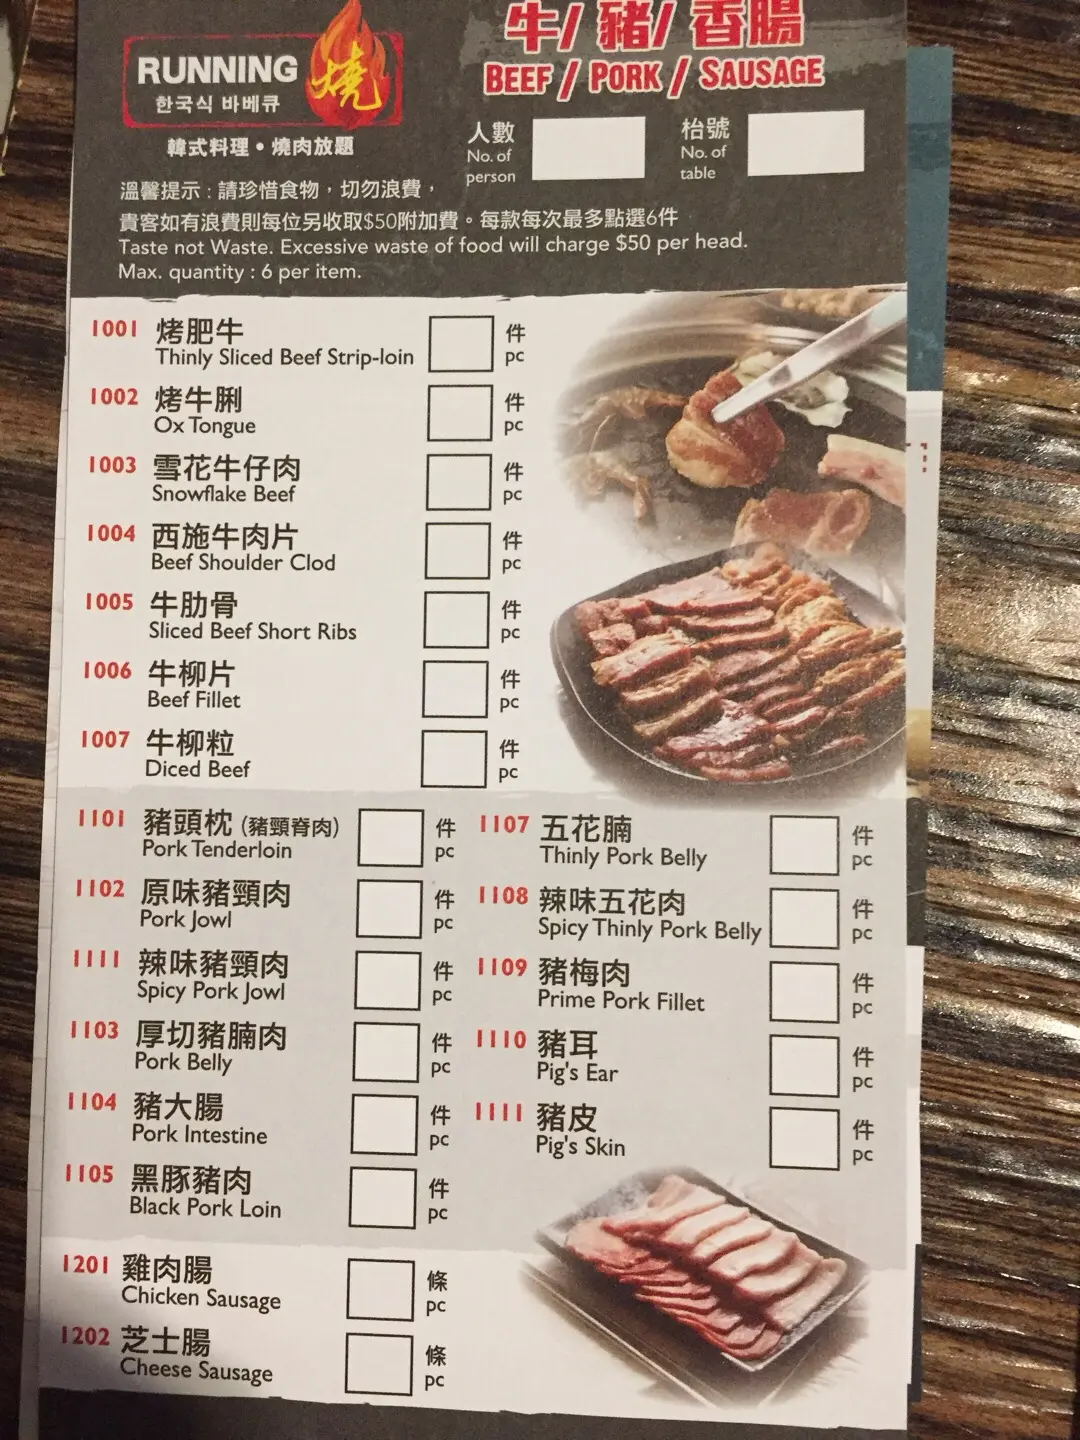 RUNNING 燒
한국식 바베큐
韓式料理 • 燒肉放題
牛/ 豬/ 香腸
BEEF / PORK / SAUSAGE
人數
No. of
person
枱號
No. of
table
溫馨提示 : 請珍惜食物，切勿浪費，
貴客如有浪費則每位另收取$50附加費。每款每次最多點選6件
Taste not Waste. Excessive waste of food will charge $50 per head.
Max. quantity : 6 per item.
1001 烤肥牛 件
Thinly Sliced Beef Strip-loin pc
1002 烤牛脷 件
Ox Tongue pc
1003 雪花牛仔肉 件
Snowflake Beef pc
1004 西施牛肉片 件
Beef Shoulder Clod pc
1005 牛肋骨 件
Sliced Beef Short Ribs pc
1006 牛柳片 件
Beef Fillet pc
1007 牛柳粒 件
Diced Beef pc
1101 豬頭枕 (豬頸脊肉) 件
Pork Tenderloin pc
1102 原味豬頸肉 件
Pork Jowl pc
1111 辣味豬頸肉 件
Spicy Pork Jowl pc
1103 厚切豬腩肉 件
Pork Belly pc
1104 豬大腸 件
Pork Intestine pc
1105 黑豚豬肉 件
Black Pork Loin pc
1107 五花腩 件
Thinly Pork Belly pc
1108 辣味五花肉 件
Spicy Thinly Pork Belly pc
1109 豬梅肉 件
Prime Pork Fillet pc
1110 豬耳 件
Pig's Ear pc
1111 豬皮 件
Pig's Skin pc
1201 雞肉腸 條
Chicken Sausage pc
1202 芝士腸 條
Cheese Sausage pc